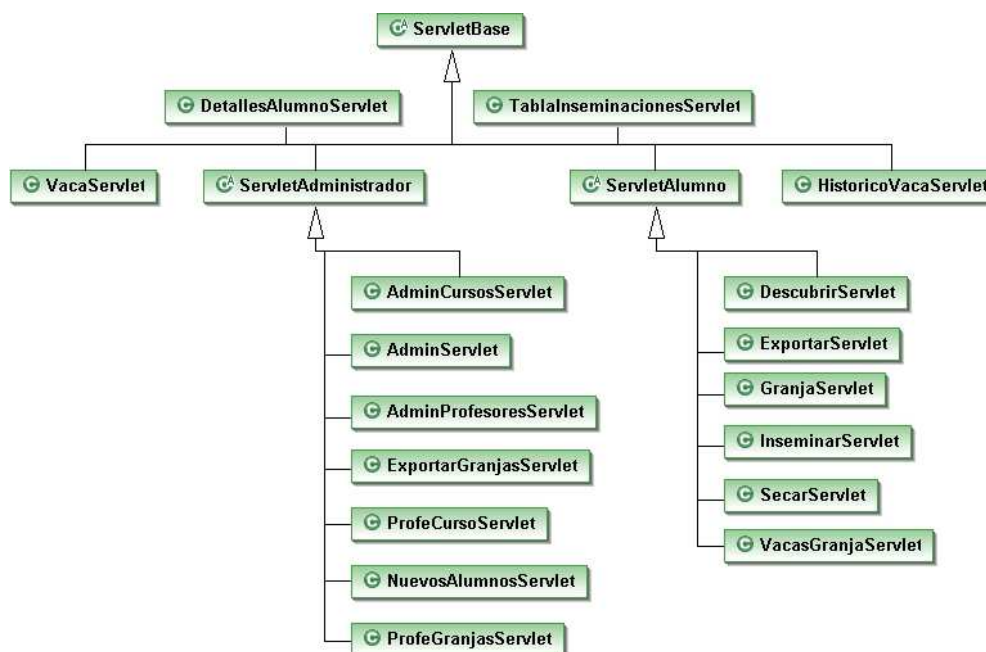 ServletBase
DetallesAlumnoServlet
TablaInseminacionesServlet
VacaServlet
ServletAdministrador
ServletAlumno
HistoricoVacaServlet
AdminCursosServlet
AdminServlet
AdminProfesoresServlet
ExportarGranjasServlet
ProfeCursoServlet
NuevosAlumnosServlet
ProfeGranjasServlet
DescubrirServlet
ExportarServlet
GranjaServlet
InseminarServlet
SecarServlet
VacasGranjaServlet